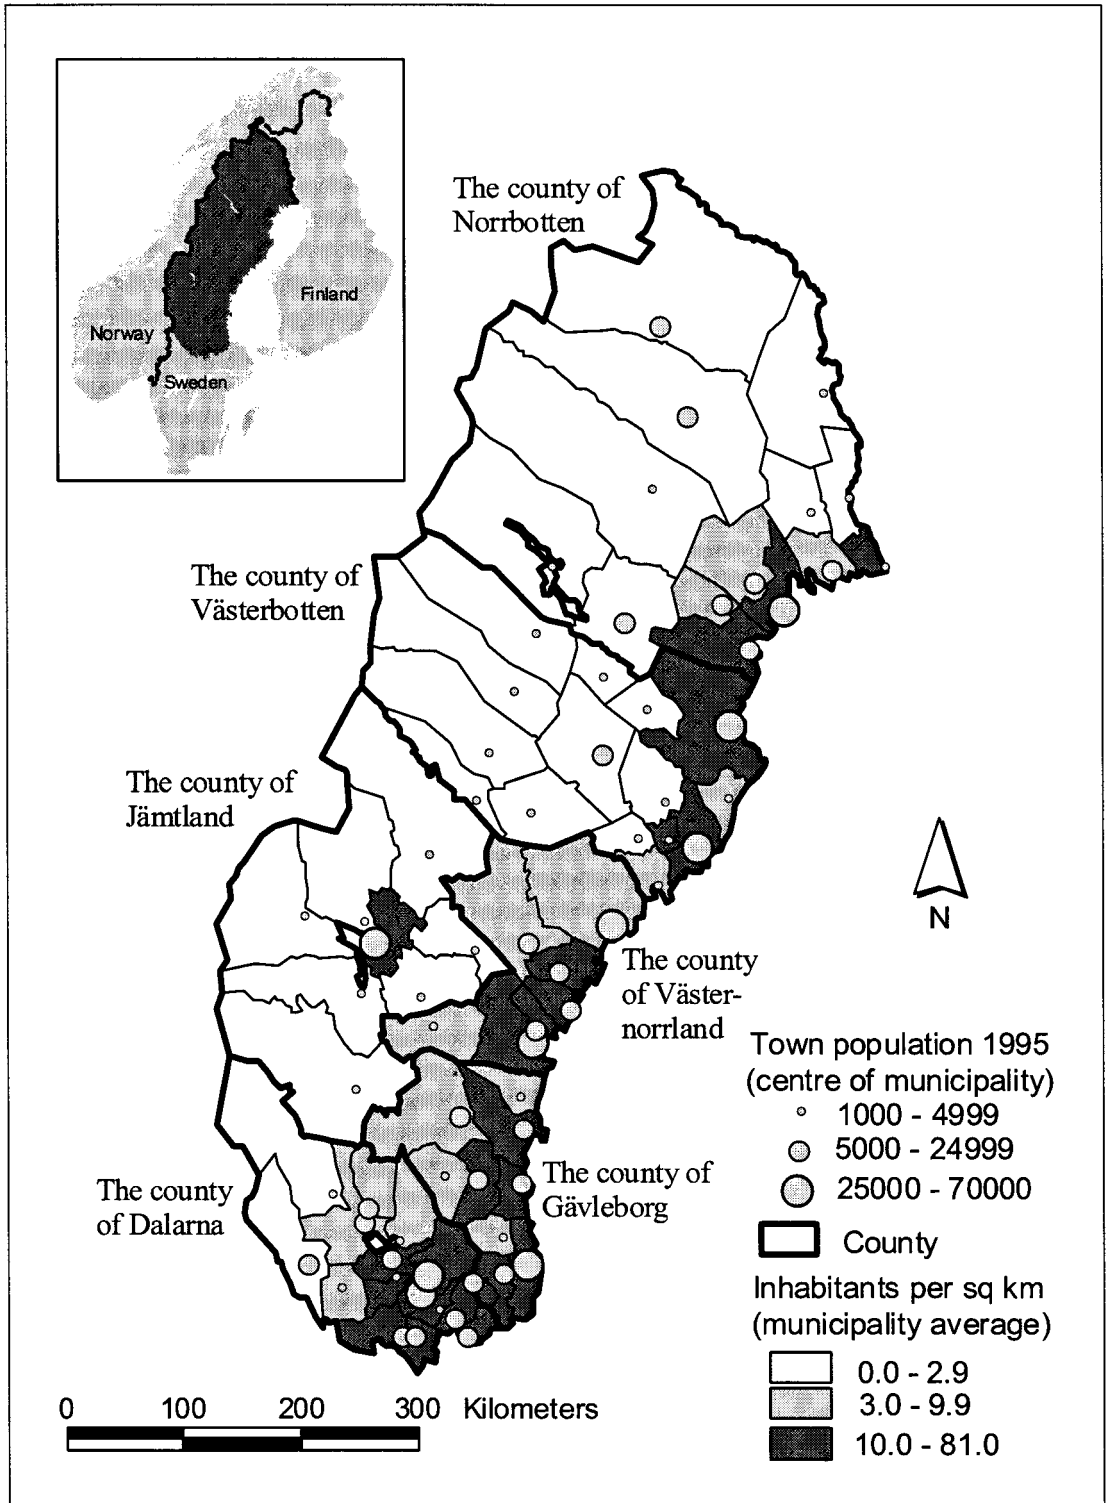 Norway
Finland
Sweden
The county of
Norrbotten
The county of
Västerbotten
The county of
Jämtland
The county
of Väster-
norrland
The county of
Gävleborg
The county
of Dalarna
N
Town population 1995
(centre of municipality)
1000 - 4999
5000 - 24999
25000 - 70000
County
Inhabitants per sq km
(municipality average)
0.0 - 2.9
3.0 - 9.9
10.0 - 81.0
0 100 200 300 Kilometers